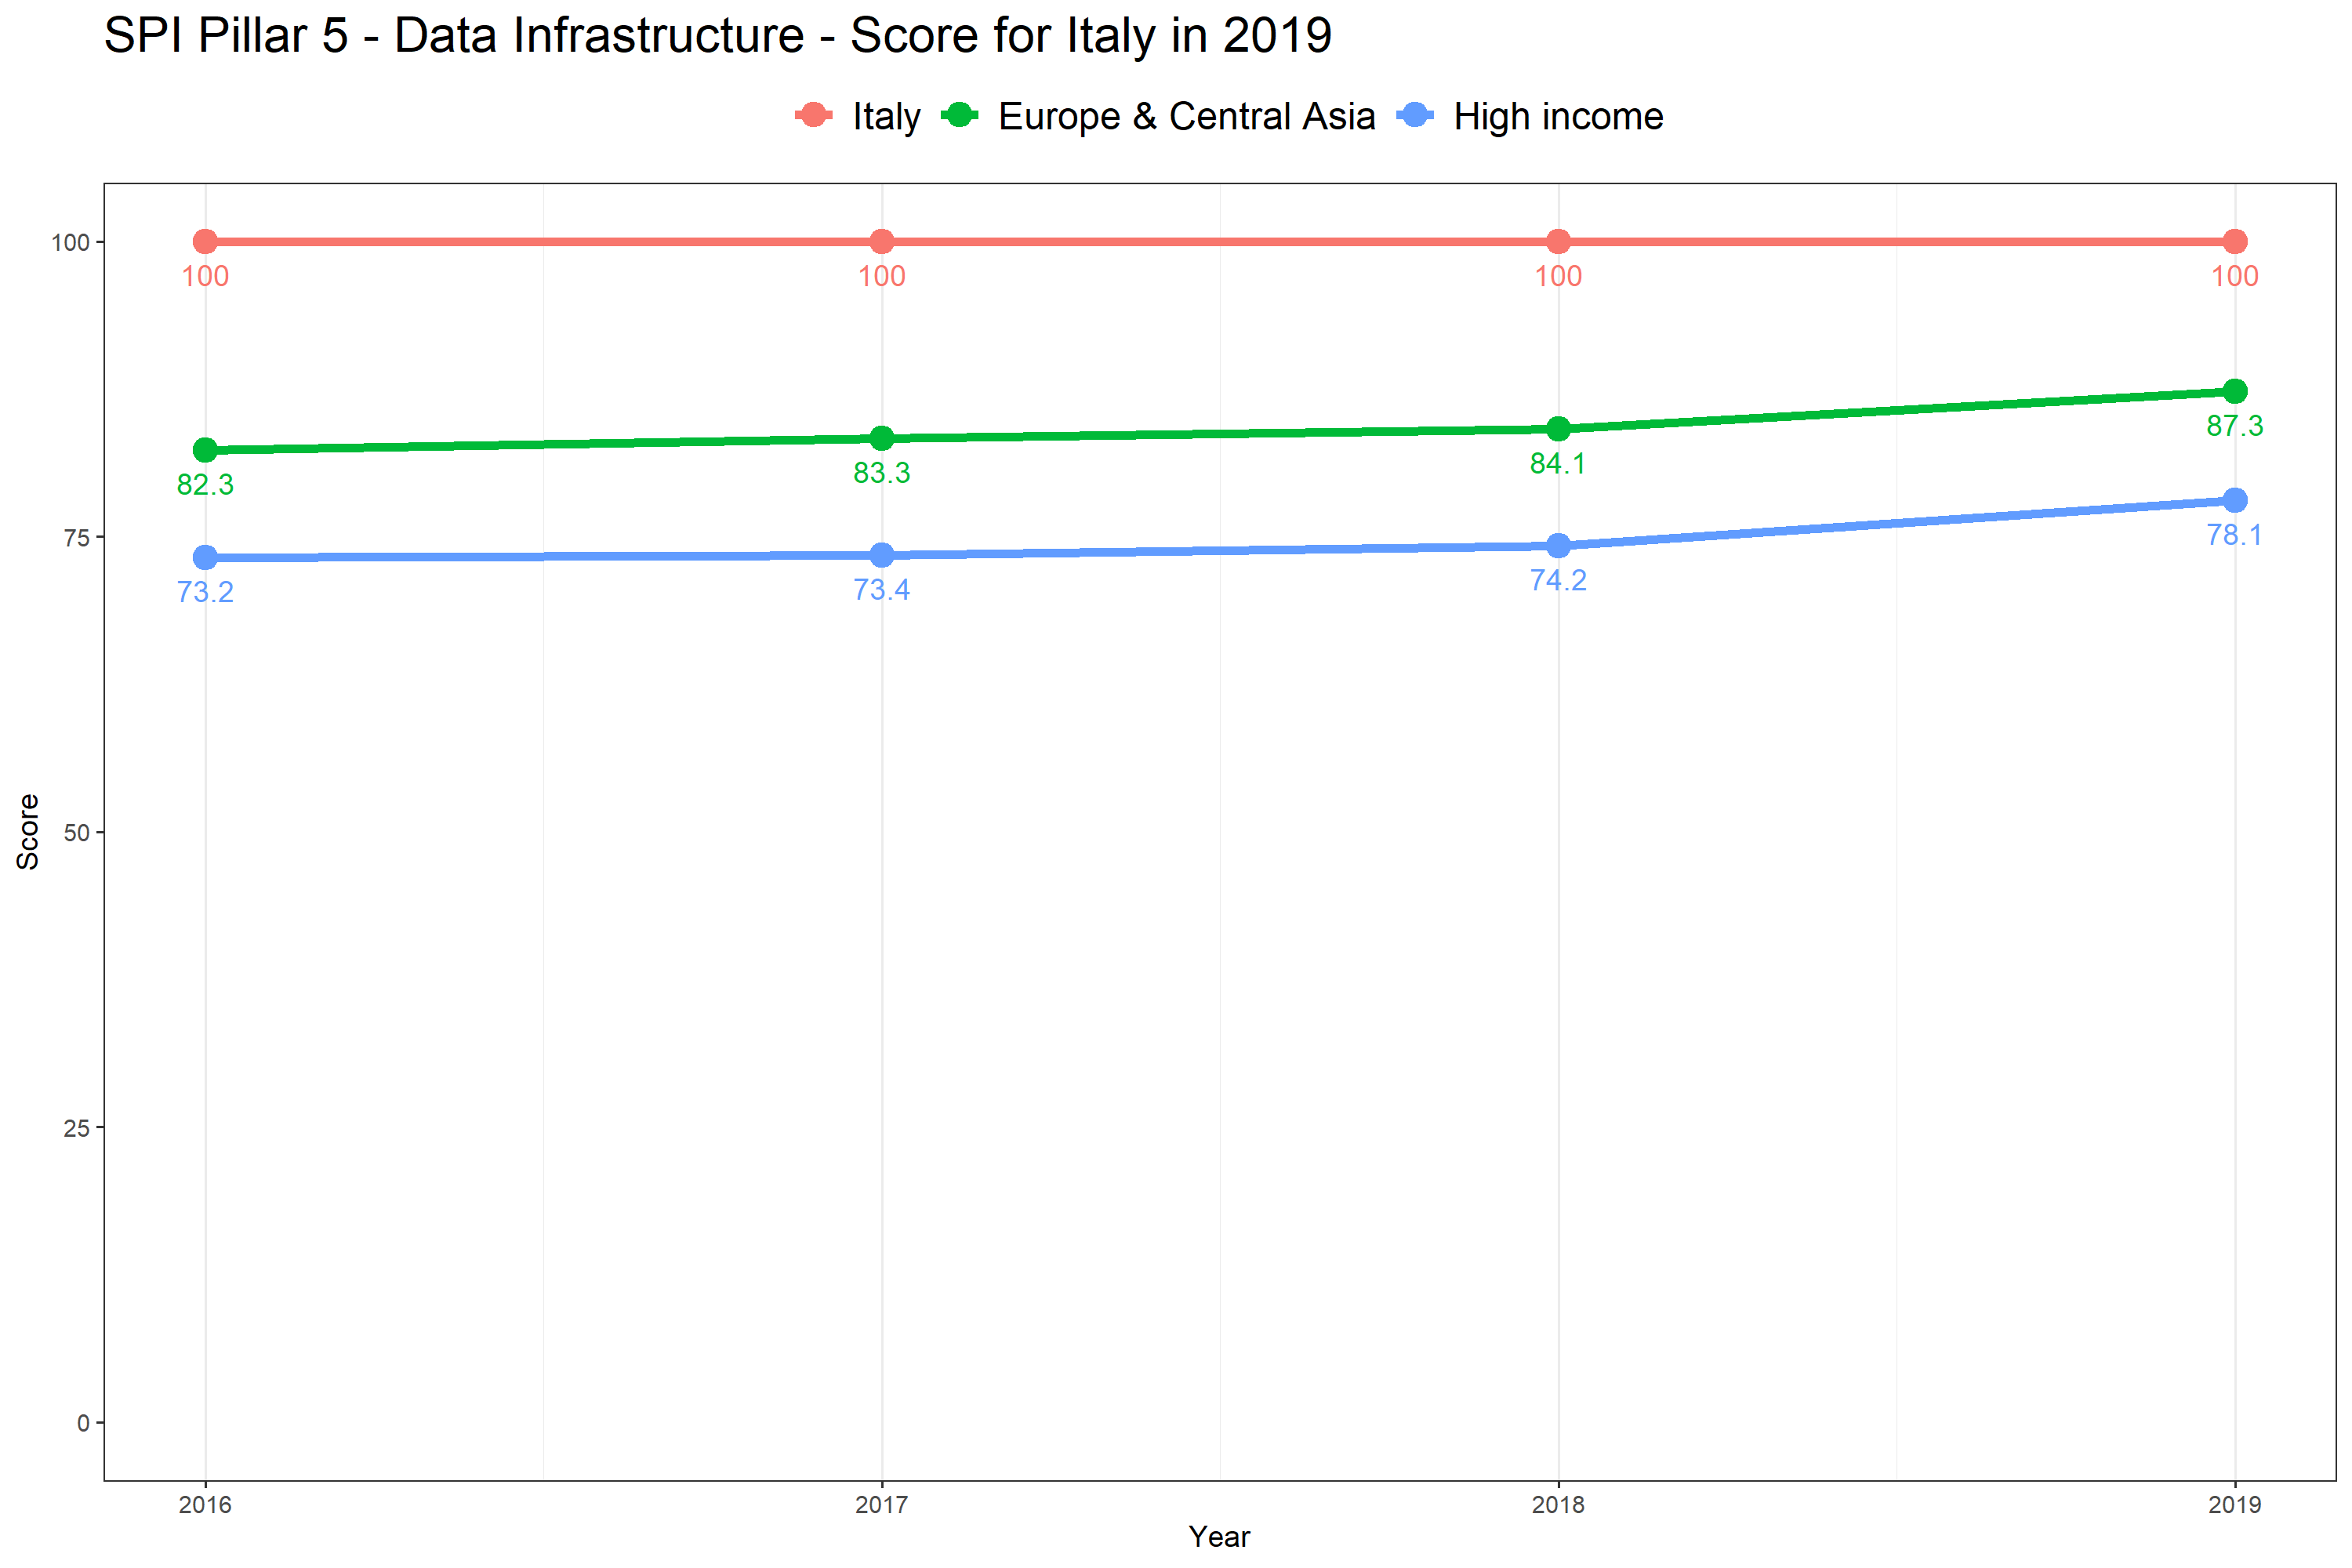 SPI Pillar 5 - Data Infrastructure - Score for Italy in 2019
Italy Europe & Central Asia High income
100
100 100 100 100
87.3
84.1
83.3
82.3
75
78.1
74.2
73.4
73.2
Score
50
25
0
2016 2017 2018 2019
Year